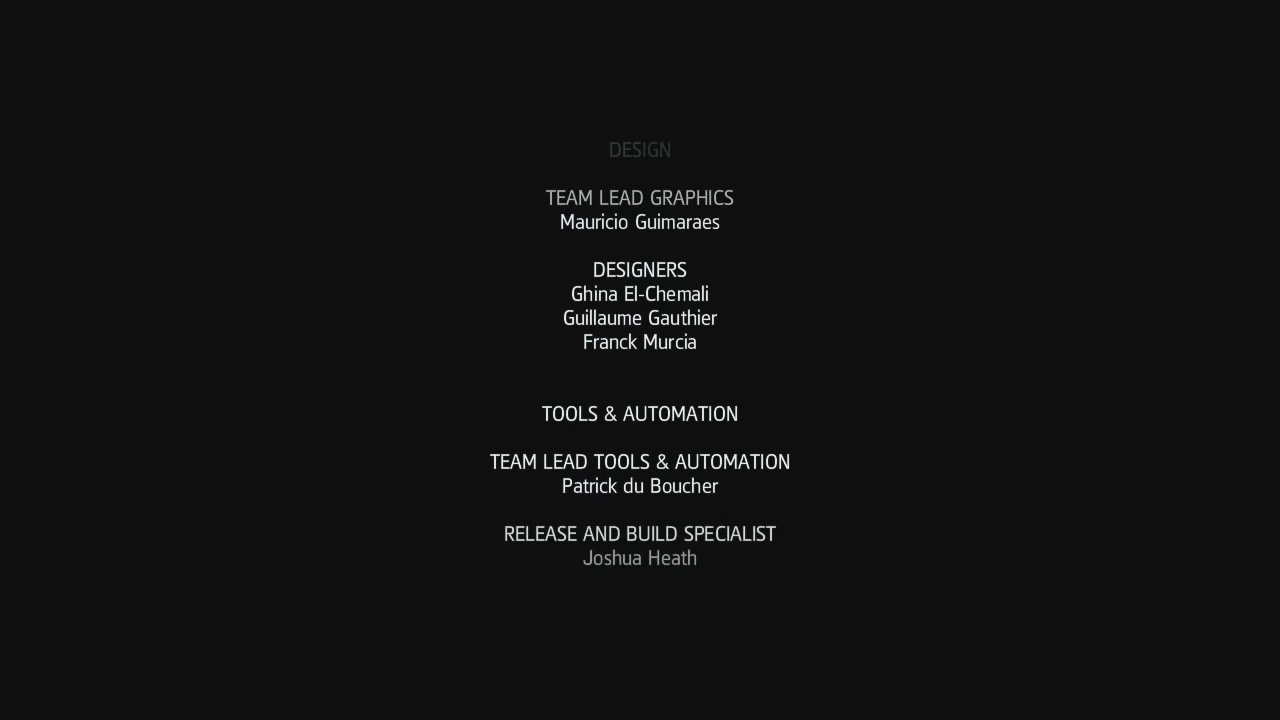 DESIGN
TEAM LEAD GRAPHICS
Mauricio Guimaraes
DESIGNERS
Ghina El-Chemali
Guillaume Gauthier
Franck Murcia
TOOLS & AUTOMATION
TEAM LEAD TOOLS & AUTOMATION
Patrick du Boucher
RELEASE AND BUILD SPECIALIST
Joshua Heath